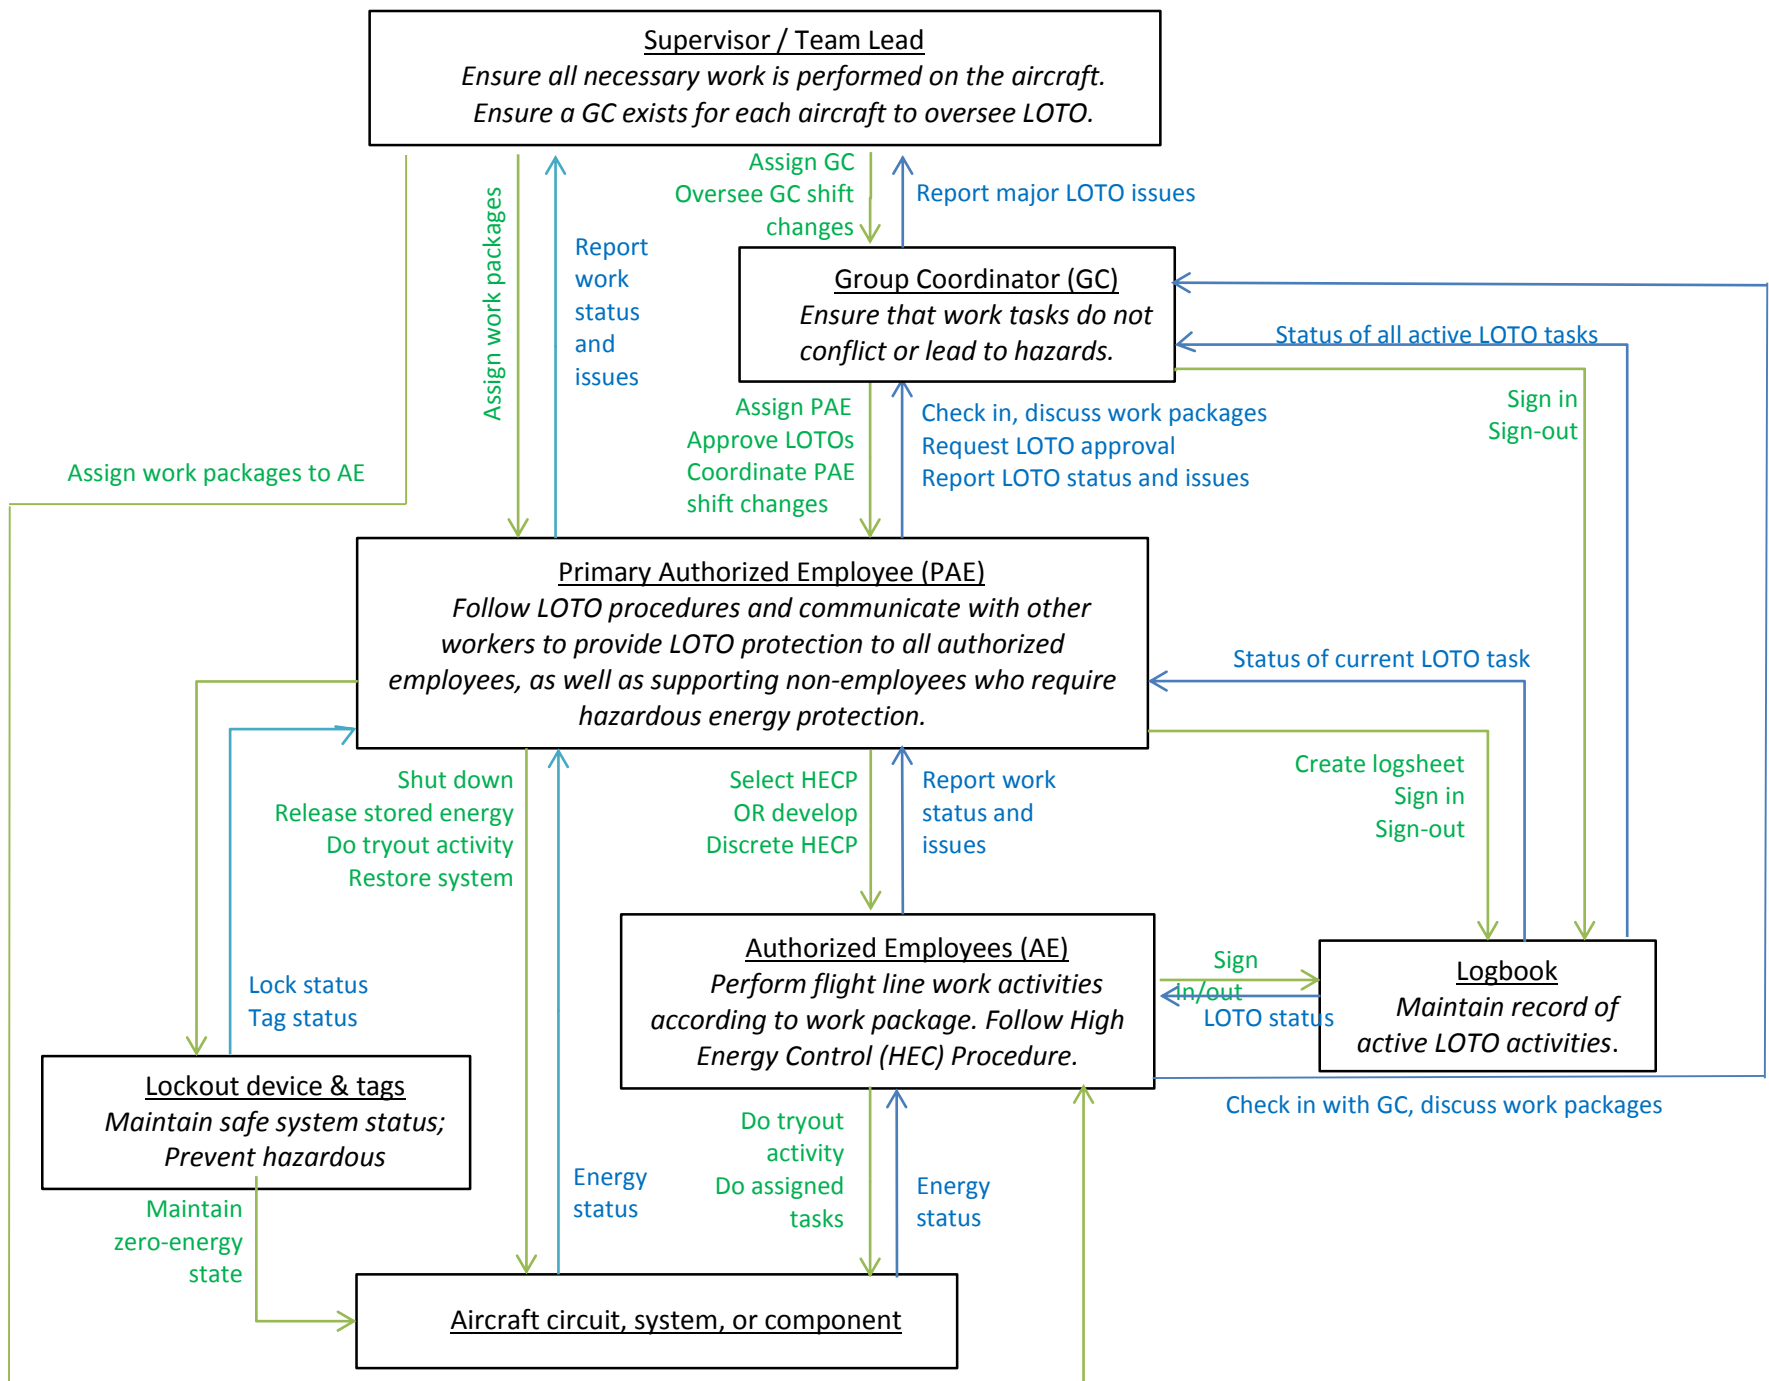 Supervisor / Team Lead
Ensure all necessary work is performed on the aircraft.
Ensure a GC exists for each aircraft to oversee LOTO.
Assign work packages
Report
work
status
and
issues
Assign GC
Oversee GC shift
changes
Report major LOTO issues
Group Coordinator (GC)
Ensure that work tasks do not
conflict or lead to hazards.
Status of all active LOTO tasks
Sign in
Sign-out
Assign work packages to AE
Assign PAE
Approve LOTOs
Coordinate PAE
shift changes
Check in, discuss work packages
Request LOTO approval
Report LOTO status and issues
Primary Authorized Employee (PAE)
Follow LOTO procedures and communicate with other
workers to provide LOTO protection to all authorized
employees, as well as supporting non-employees who require
hazardous energy protection.
Status of current LOTO task
Create logsheet
Sign in
Sign-out
Shut down
Release stored energy
Do tryout activity
Restore system
Select HECP
OR develop
Discrete HECP
Report work
status and
issues
Lock status
Tag status
Authorized Employees (AE)
Perform flight line work activities
according to work package. Follow High
Energy Control (HEC) Procedure.
Sign
in/out
LOTO status
Logbook
Maintain record of
active LOTO activities.
Check in with GC, discuss work packages
Lockout device & tags
Maintain safe system status;
Prevent hazardous
Maintain
zero-energy
state
Energy
status
Do tryout
activity
Do assigned
tasks
Energy
status
Aircraft circuit, system, or component